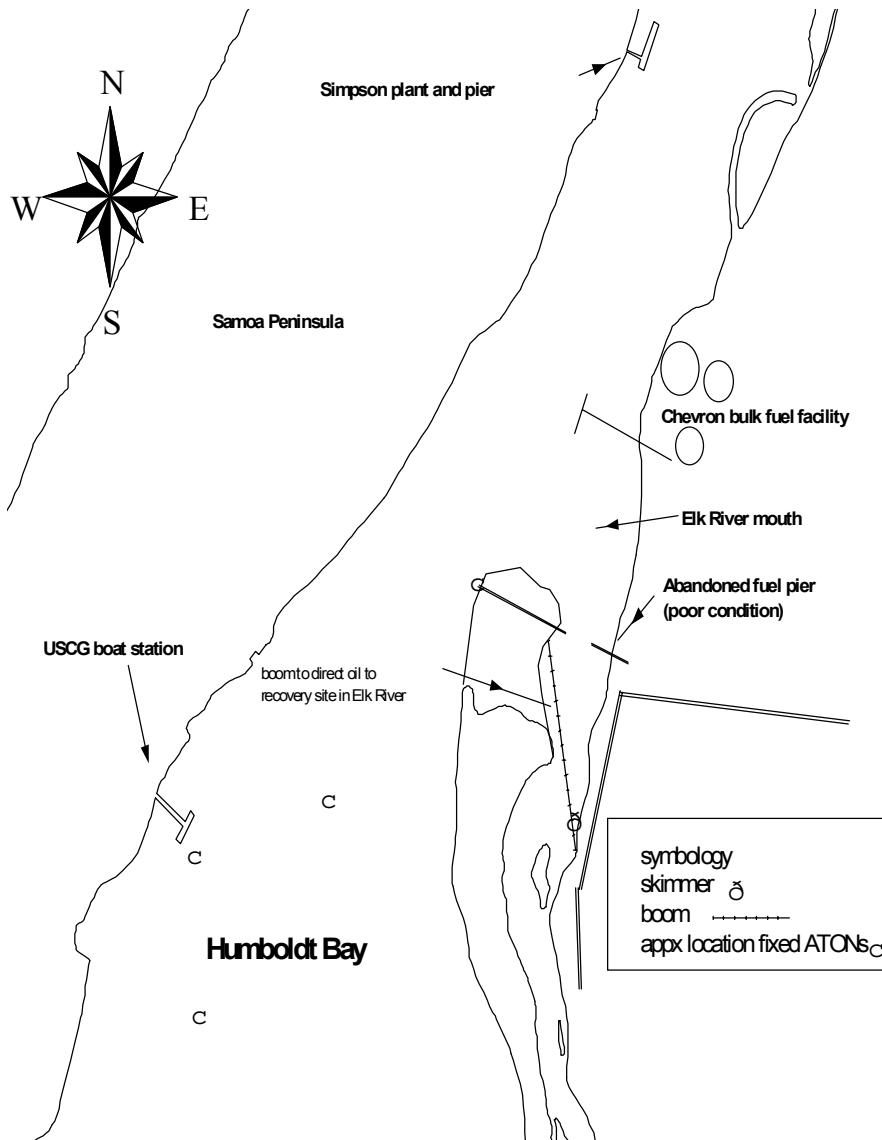 Simpson plant and pier
N
W
E
S
Samoa Peninsula
Chevron bulk fuel facility
Elk River mouth
Abandoned fuel pier
(poor condition)
USCG boat station
boom to direct oil to
recovery site in Elk River
c
c
Humboldt Bay
c
symbology
skimmer ǒ
boom
appx location fixed ATONs c